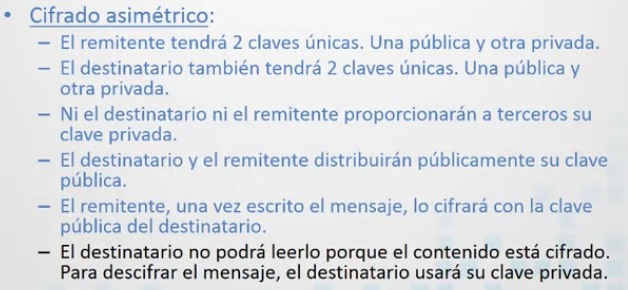 • Cifrado asimétrico:
– El remitente tendrá 2 claves únicas. Una pública y otra privada.
– El destinatario también tendrá 2 claves únicas. Una pública y
otra privada.
– Ni el destinatario ni el remitente proporcionarán a terceros su
clave privada.
– El destinatario y el remitente distribuirán públicamente su clave
pública.
– El remitente, una vez escrito el mensaje, lo cifrará con la clave
pública del destinatario.
– El destinatario no podrá leerlo porque el contenido está cifrado.
Para descifrar el mensaje, el destinatario usará su clave privada.